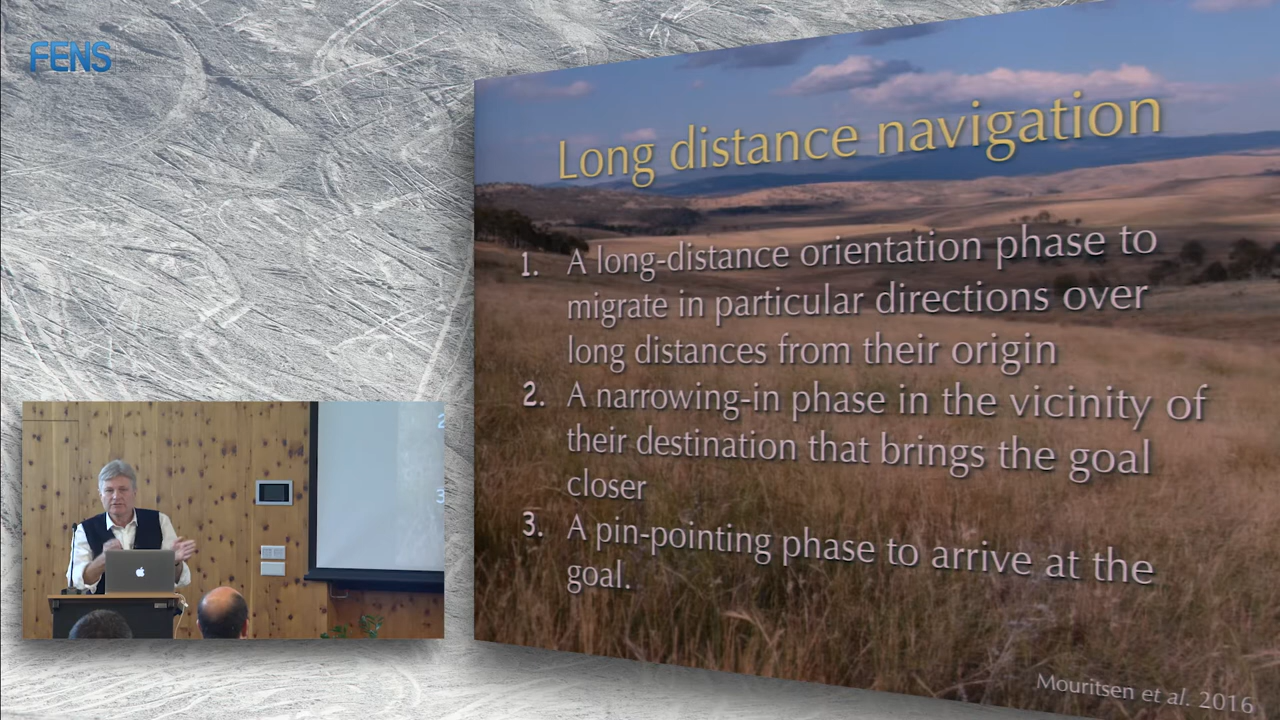 FENS
Long distance navigation
1. A long-distance orientation phase to
migrate in particular directions over
long distances from their origin
2. A narrowing-in phase in the vicinity of
their destination that brings the goal
closer
3. A pin-pointing phase to arrive at the
goal.
Mouritsen et al. 2016
2
3